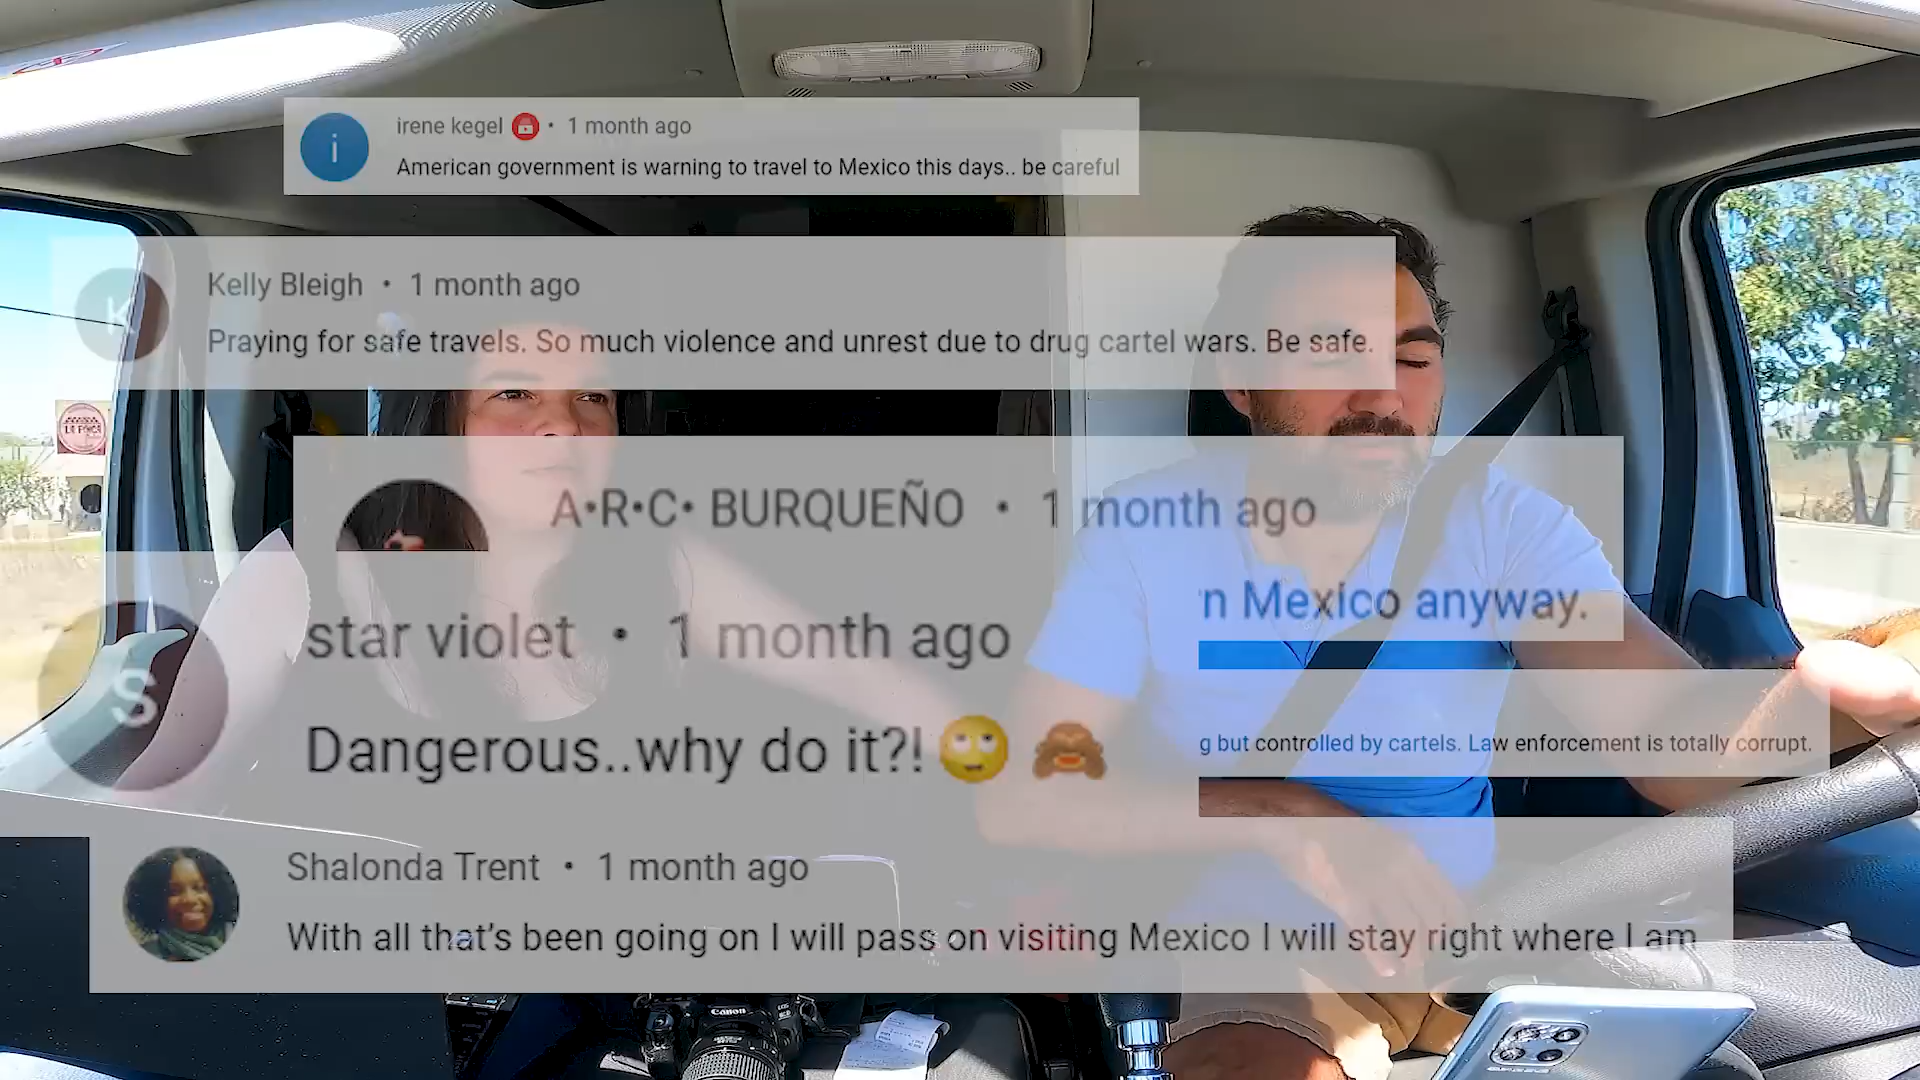 irene kegel • 1 month ago
American government is warning to travel to Mexico this days.. be careful
K
Kelly Bleigh • 1 month ago
Praying for safe travels. So much violence and unrest due to drug cartel wars. Be safe.
LA FINCA
A•R•C• BURQUEÑO • 1 month ago
n Mexico anyway.
S
star violet • 1 month ago
Dangerous..why do it?!🙄 🙈
g but controlled by cartels. Law enforcement is totally corrupt.
Shalonda Trent • 1 month ago
With all that's been going on I will pass on visiting Mexico I will stay right where I am
Canon